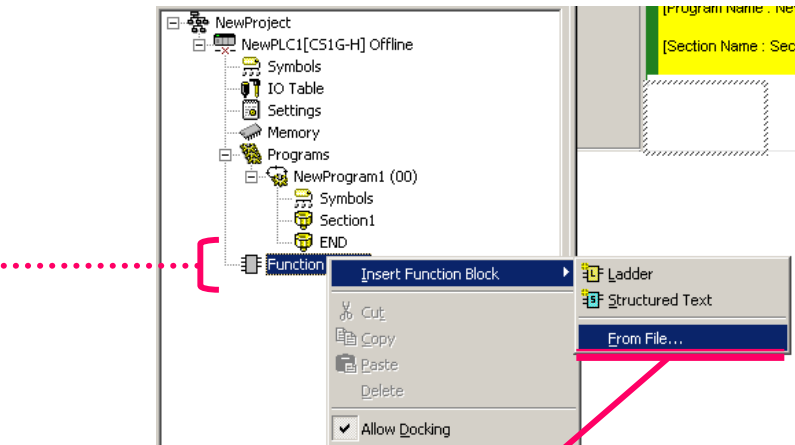 NewProject
NewPLC1[CS1G-H] Offline
Symbols
IO Table
Settings
Memory
Programs
NewProgram1 (00)
Symbols
Section1
END
Function
Insert Function Block
Cut
Copy
Paste
Delete
Allow Docking
Ladder
Structured Text
From File...
[Program Name : Ne
[Section Name : Sec